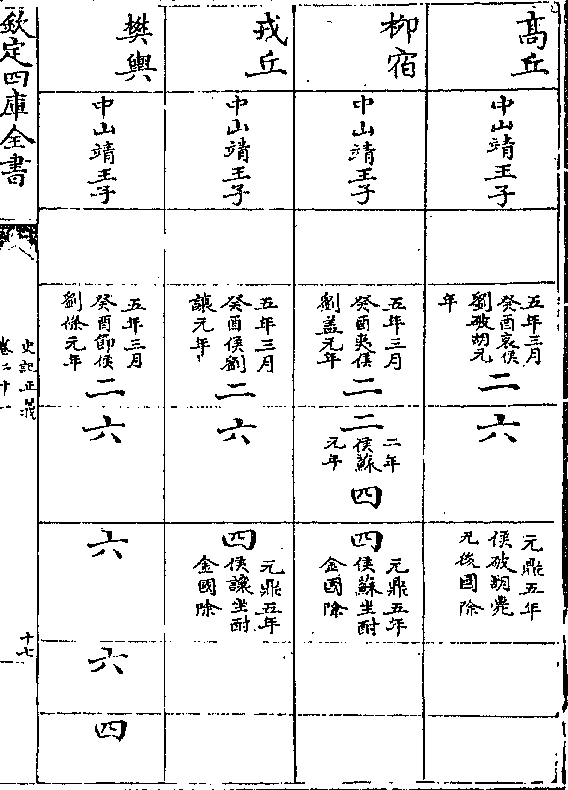 高丘
中山靖王子
五年三月
癸酉哀侯
劉破胡元
年
二
六
元鼎五年
侯破胡薨
元後國除
柳宿
中山靖王子
五年三月
癸酉夷侯
劉蓋元年
二
二
二年
侯蘇
元年
四
四
元鼎五年
侯蘇坐酎
金國除
戎丘
中山靖王子
五年三月
癸酉侯劉
讓元年
二
六
四
元鼎五年
侯讓坐酎
金國除
樊輿
中山靖王子
五年三月
癸酉節侯
劉條元年
二
六
六
六
四
欽定四庫全書
史記正義
卷二十一
十七